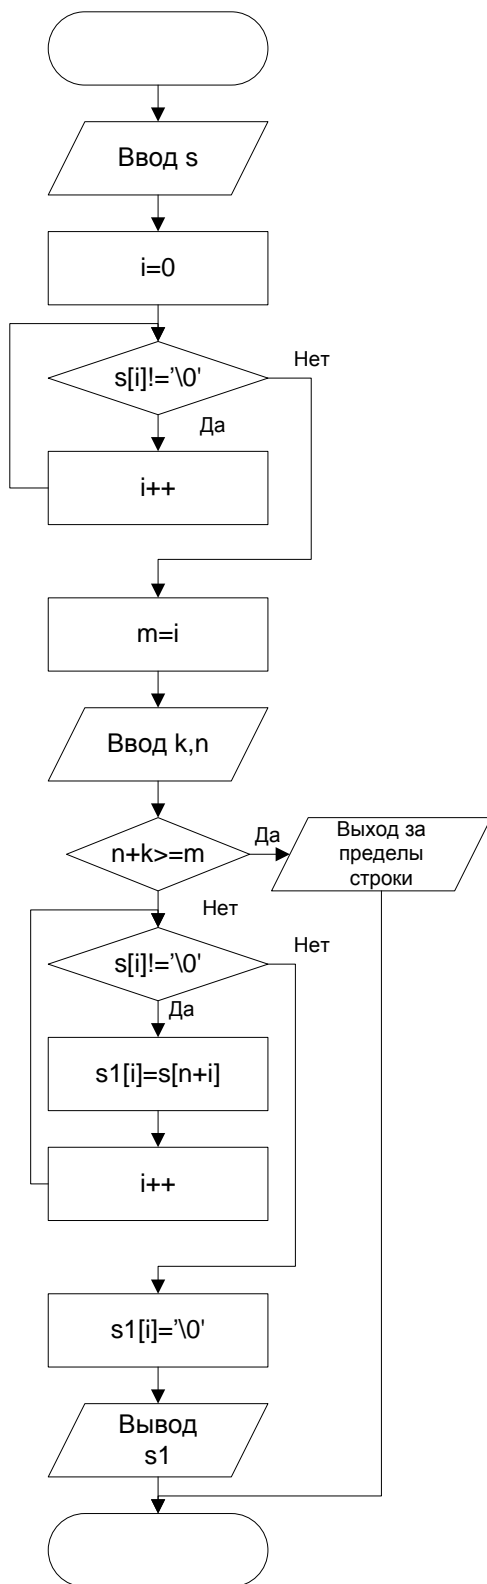 Ввод s
i=0
s[i]!='\0'
Нет
Да
i++
m=i
Ввод k,n
n+k>=m
Да
Выход за
пределы
строки
Нет
s[i]!='\0'
Нет
Да
s1[i]=s[n+i]
i++
s1[i]='\0'
Вывод
s1